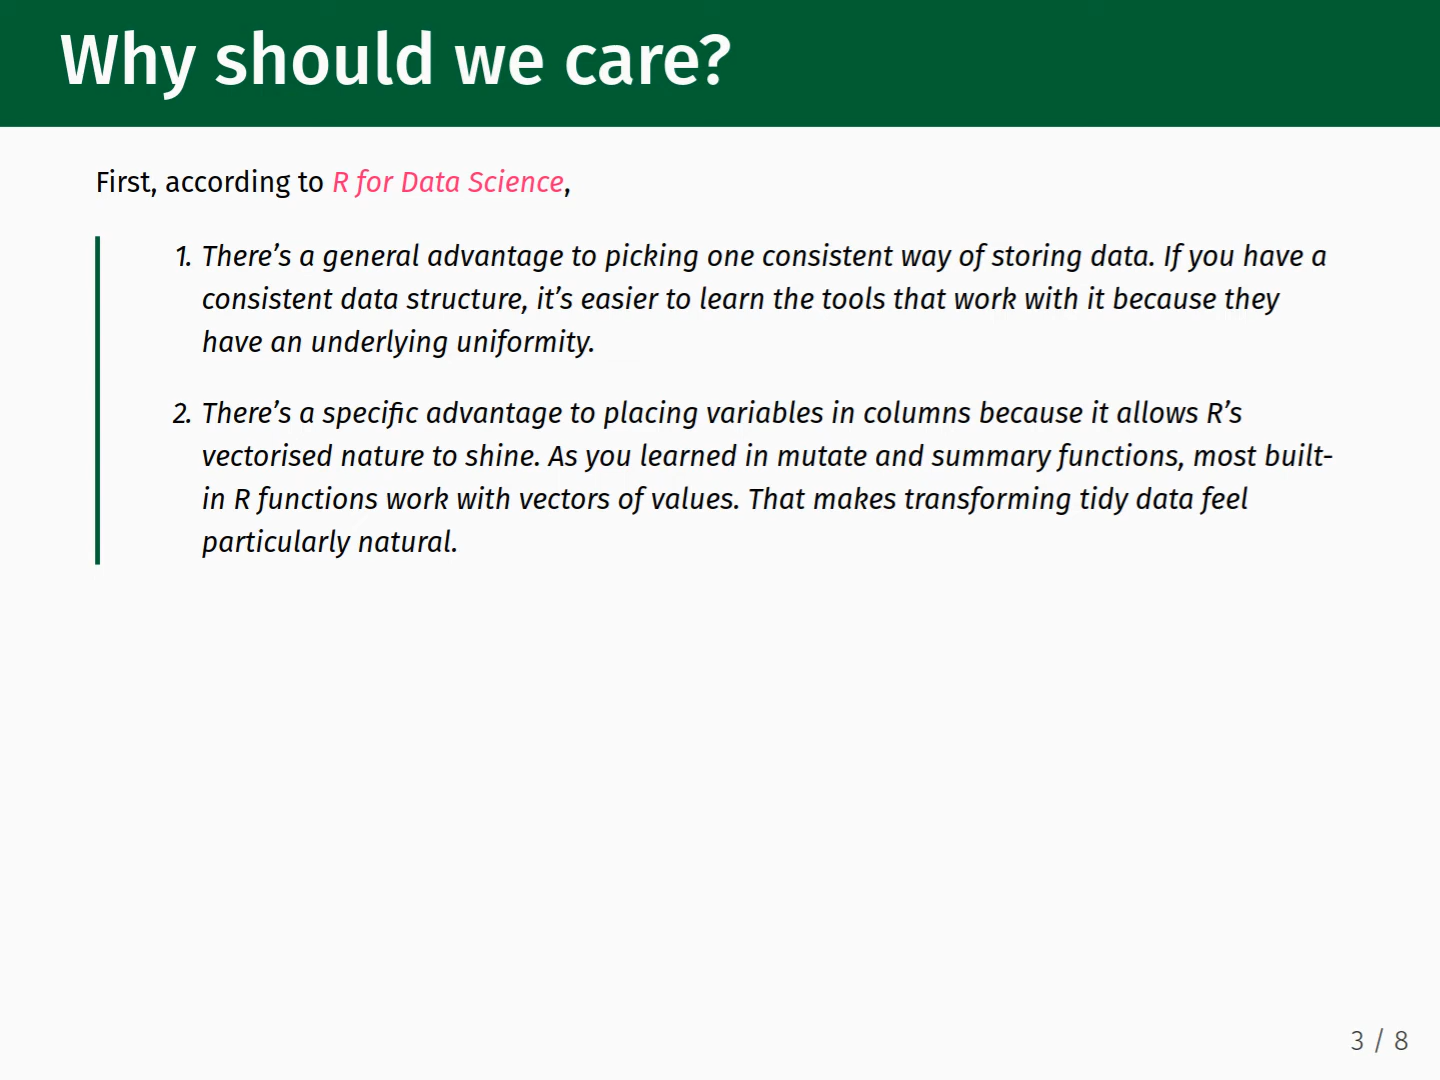 Why should we care?
First, according to R for Data Science,
1. There’s a general advantage to picking one consistent way of storing data. If you have a
consistent data structure, it’s easier to learn the tools that work with it because they
have an underlying uniformity.
2. There’s a specific advantage to placing variables in columns because it allows R’s
vectorised nature to shine. As you learned in mutate and summary functions, most built-
in R functions work with vectors of values. That makes transforming tidy data feel
particularly natural.
3 / 8